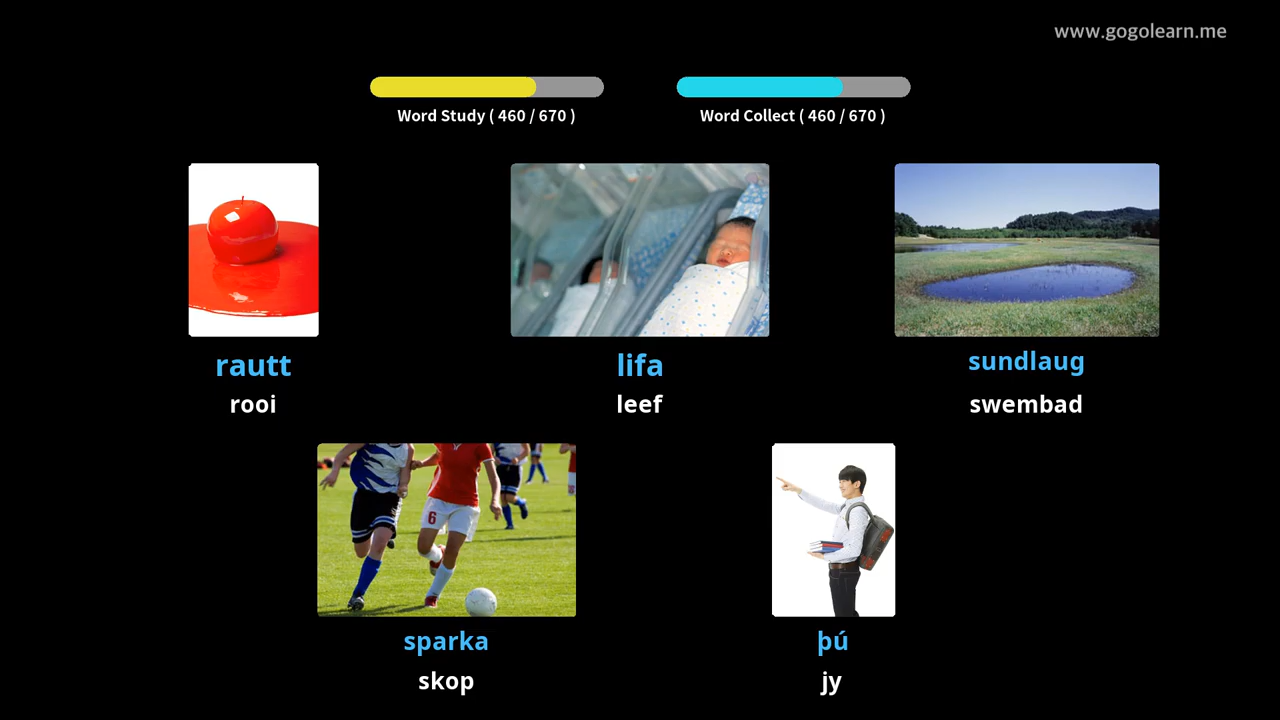 www.gogolearn.me
Word Study ( 460 / 670 )
Word Collect ( 460 / 670 )
rautt
rooi
lifa
leef
sundlaug
swembad
sparka
skop
þú
jy
6